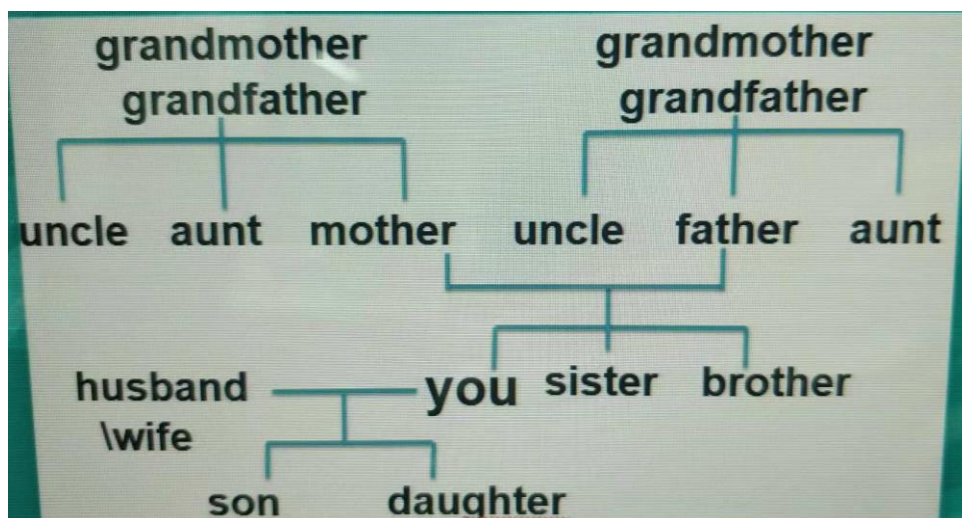 grandmother grandmother
grandfather grandfather
uncle aunt mother uncle father aunt
husband you sister brother
\wife
son daughter